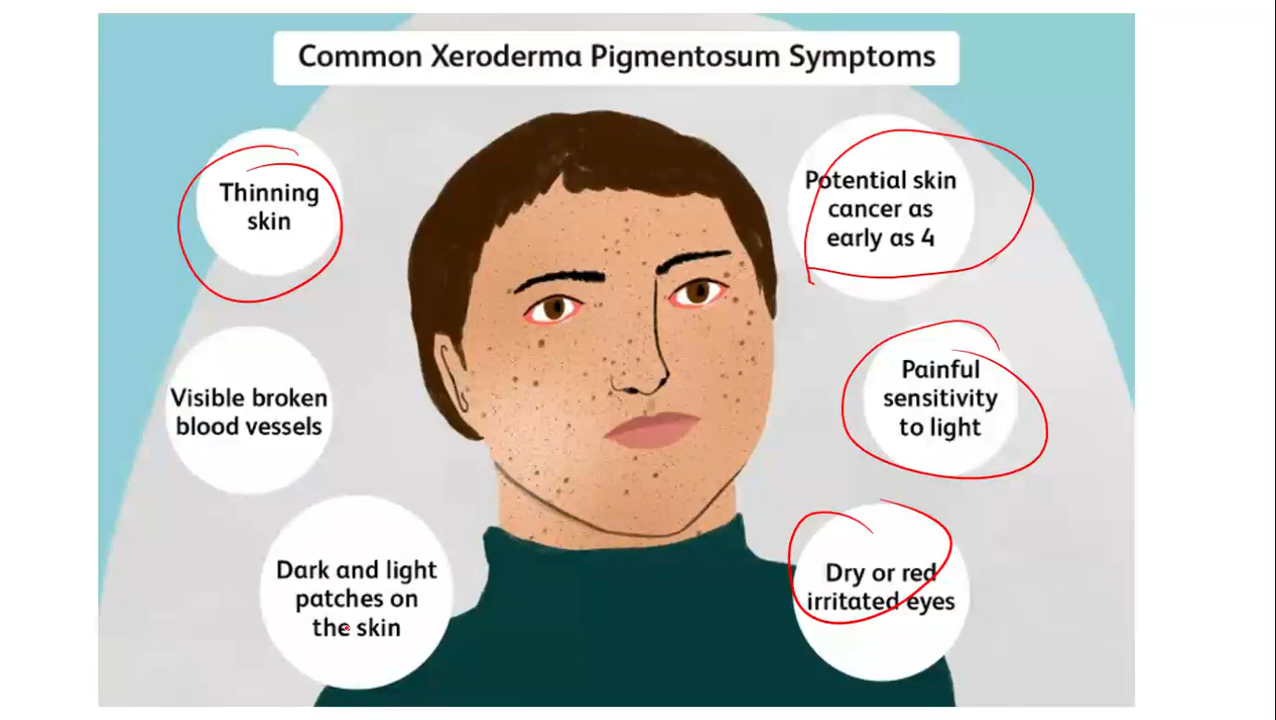 Common Xeroderma Pigmentosum Symptoms
Thinning
skin
Visible broken
blood vessels
Dark and light
patches on
the skin
Potential skin
cancer as
early as 4
Painful
sensitivity
to light
Dry or red
irritated eyes